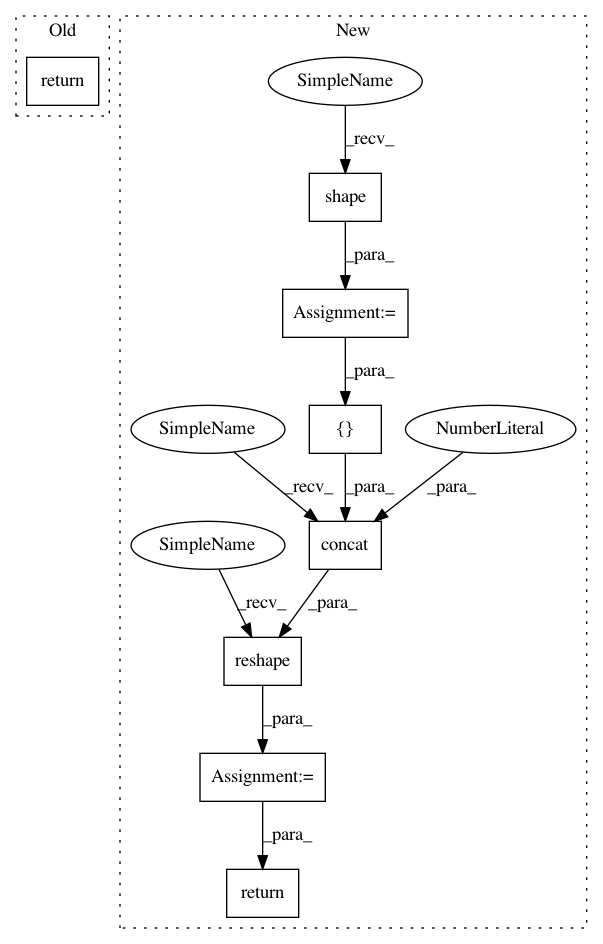 Old
New
return
SimpleName
_recv_
shape
_para_
Assignment:=
_para_
SimpleName
{}
NumberLiteral
_recv_
_para_
_para_
SimpleName
concat
_recv_
_para_
reshape
_para_
Assignment:=
_para_
return